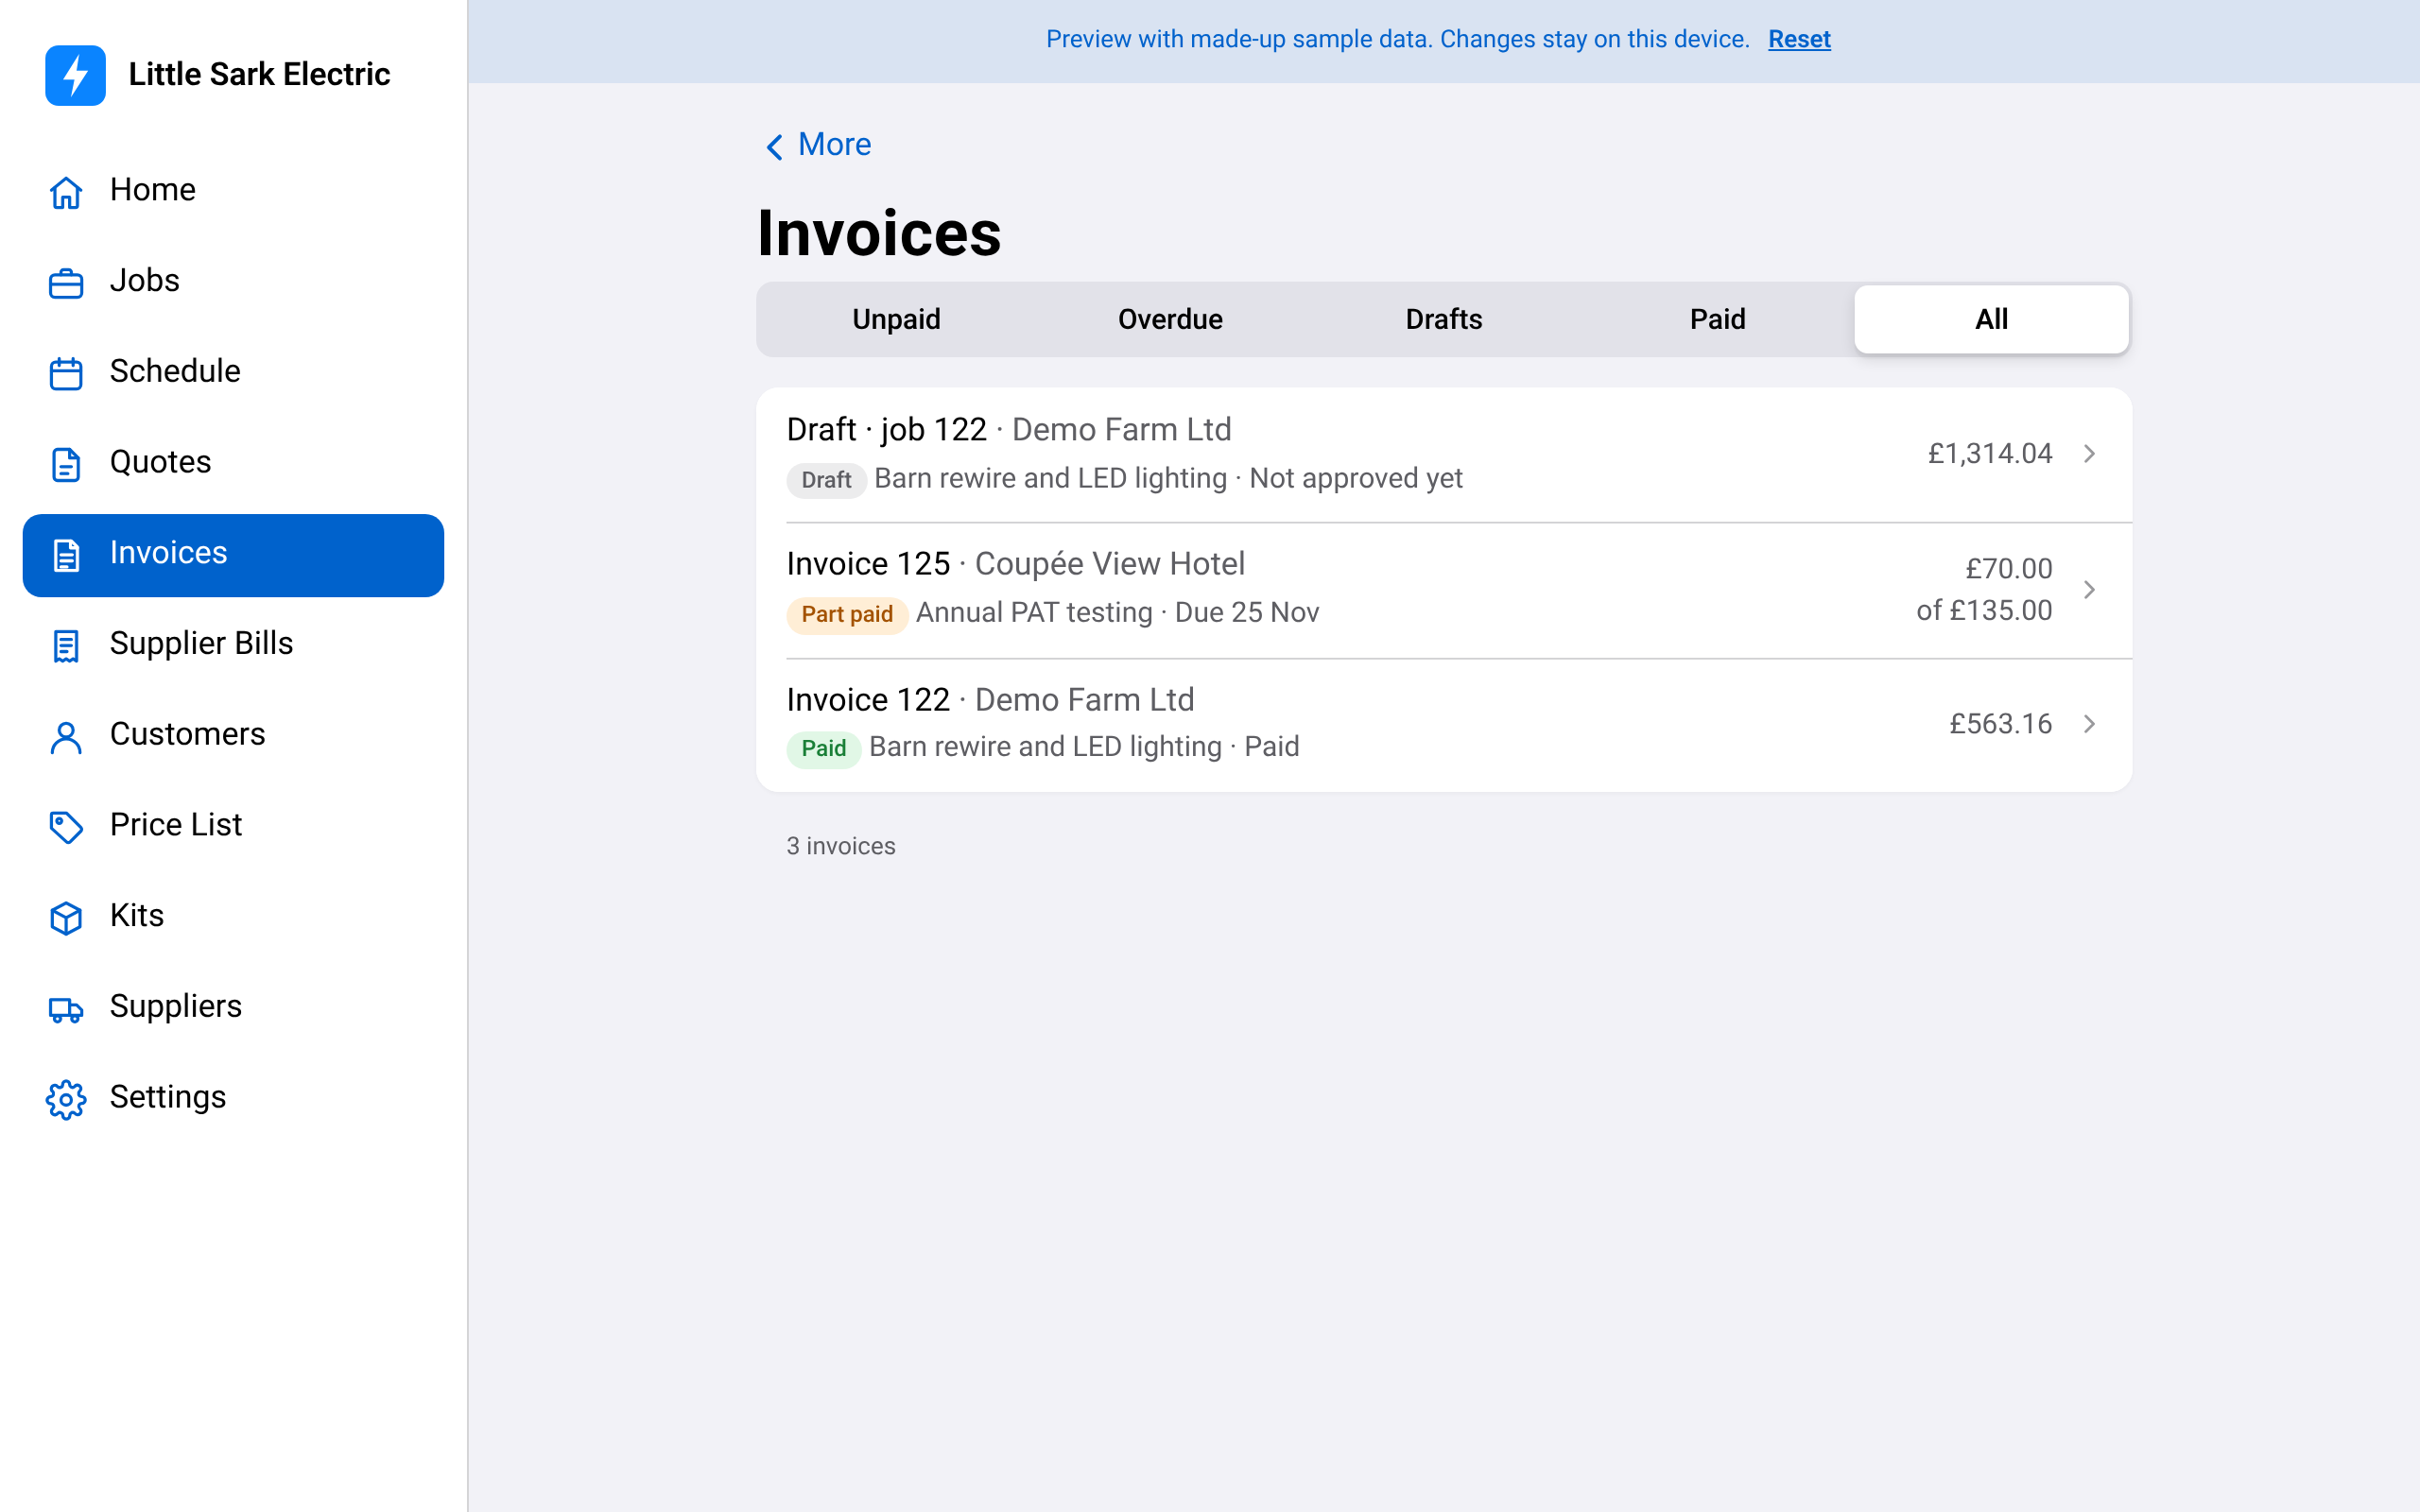 Preview with made-up sample data. Changes stay on this device. Reset
Little Sark Electric
Home
Jobs
Schedule
Quotes
Invoices
Supplier Bills
Customers
Price List
Kits
Suppliers
Settings
More
Invoices
Unpaid Overdue Drafts Paid All
Draft · job 122 · Demo Farm Ltd
Draft Barn rewire and LED lighting · Not approved yet
£1,314.04
Invoice 125 · Coupée View Hotel
Part paid Annual PAT testing · Due 25 Nov
£70.00
of £135.00
Invoice 122 · Demo Farm Ltd
Paid Barn rewire and LED lighting · Paid
£563.16
3 invoices